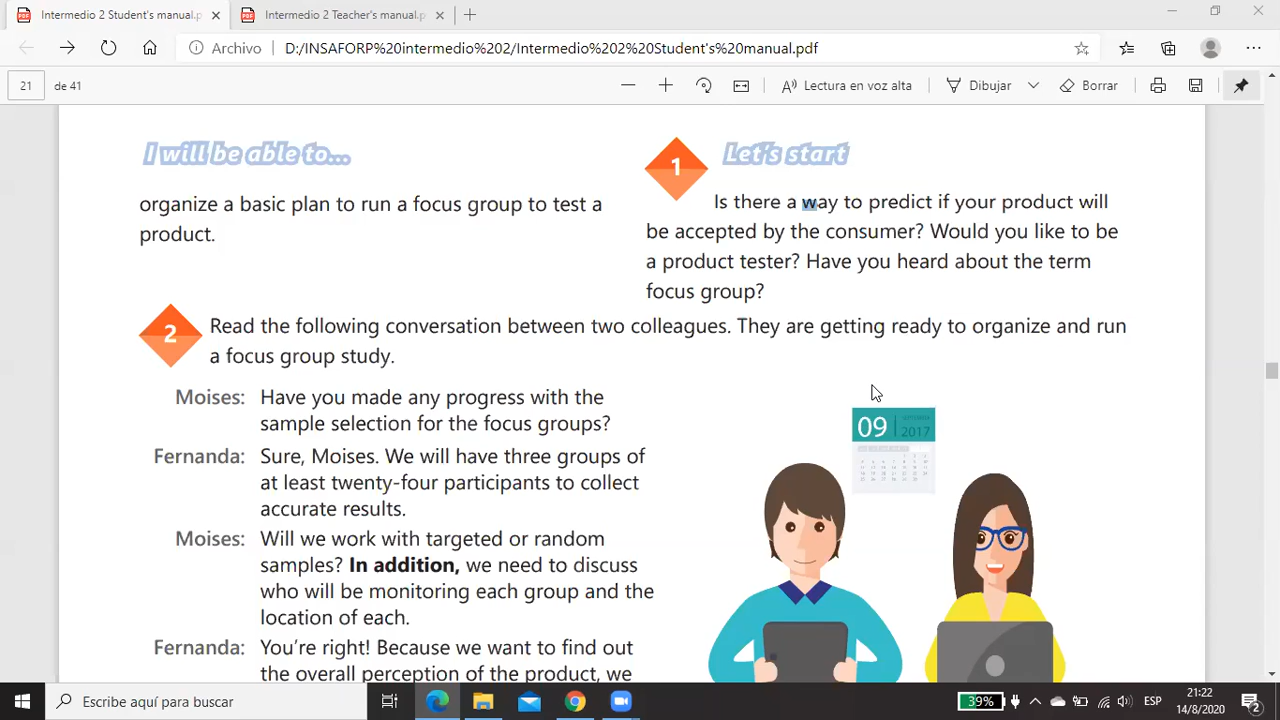 Intermedio 2 Student's manual.p
Intermedio 2 Teacher's manual.p
Archivo
D:/INSAFORP%20intermedio%202/Intermedio%202%20Student's%20manual.pdf
21 de 41
Lectura en voz alta
Dibujar
Borrar
I will be able to...
organize a basic plan to run a focus group to test a
product.
1 Let's start
Is there a way to predict if your product will
be accepted by the consumer? Would you like to be
a product tester? Have you heard about the term
focus group?
2 Read the following conversation between two colleagues. They are getting ready to organize and run
a focus group study.
Moises: Have you made any progress with the
sample selection for the focus groups?
Fernanda: Sure, Moises. We will have three groups of
at least twenty-four participants to collect
accurate results.
Moises: Will we work with targeted or random
samples? In addition, we need to discuss
who will be monitoring each group and the
location of each.
Fernanda: You're right! Because we want to find out
the overall perception of the product, we
09
2017
Escribe aquí para buscar
39%
ESP
21:22
14/8/2020
2